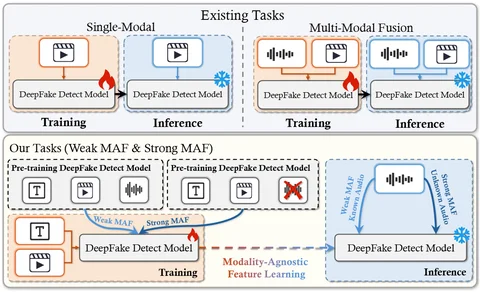 Existing Tasks
Single-Modal
Multi-Modal Fusion
DeepFake Detect Model
DeepFake Detect Model
Training
Inference
DeepFake Detect Model
DeepFake Detect Model
Training
Inference
Our Tasks (Weak MAF & Strong MAF)
Pre-training DeepFake Detect Model
Pre-training DeepFake Detect Model
T
T
Weak MAF
Strong MAF
T
DeepFake Detect Model
Training
Modality-Agnostic
Feature Learning
Weak MAF
Known Audio
Strong MAF
Unknown Audio
DeepFake Detect Model
Inference